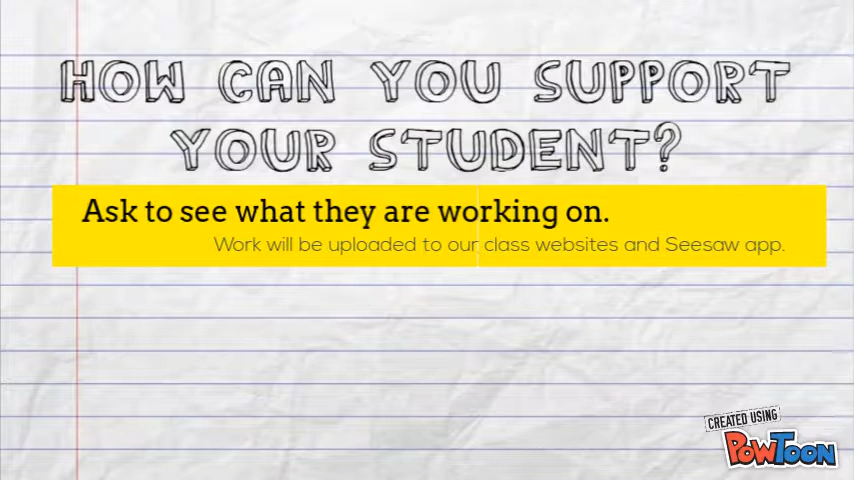 HOW CAN YOU SUPPORT
YOUR STUDENT?
Ask to see what they are working on.
Work will be uploaded to our class websites and Seesaw app.
CREATED USING
POWTOON